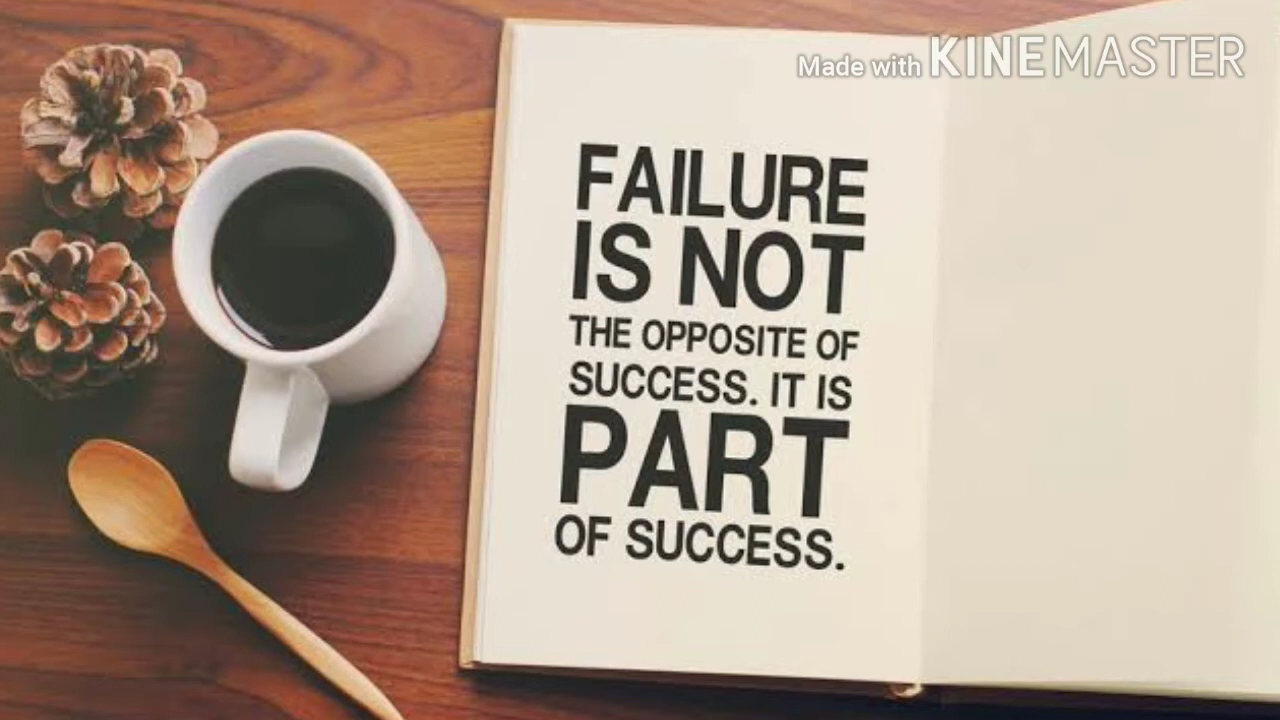 Made with KINEMASTER
FAILURE
IS NOT
THE OPPOSITE OF
SUCCESS. IT IS
PART
OF SUCCESS.